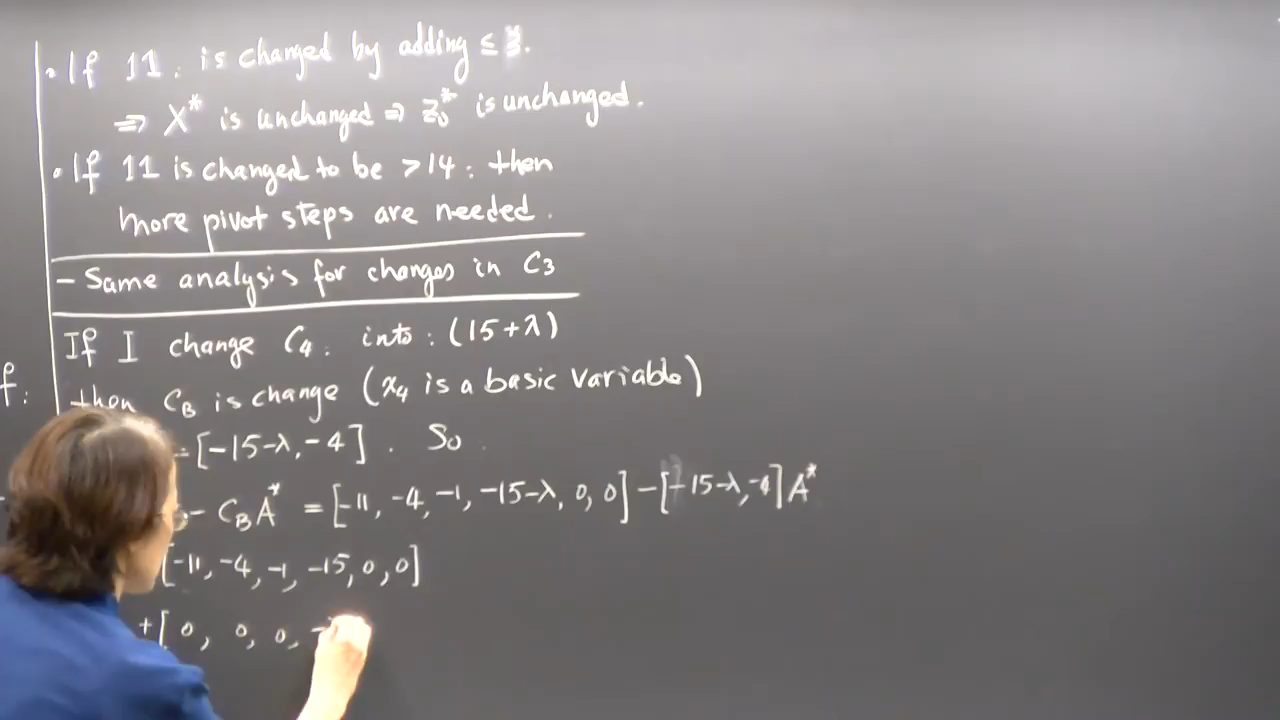 • If 11 : is changed by adding ≤ 3.
⇒ X* is unchanged ⇒ Z₀* is unchanged.
• If 11 is changed to be > 14 : then
more pivot steps are needed.
- Same analysis for changes in C₃
If I change C₄ : into : (15+λ)
f: then C_B is change (x₄ is a basic variable)
= [-15-λ, -4] . So
- C_B A* = [-11, -4, -1, -15-λ, 0, 0] - [-15-λ, -4] A*
[-11, -4, -1, -15, 0, 0]
+ [0, 0, 0, -